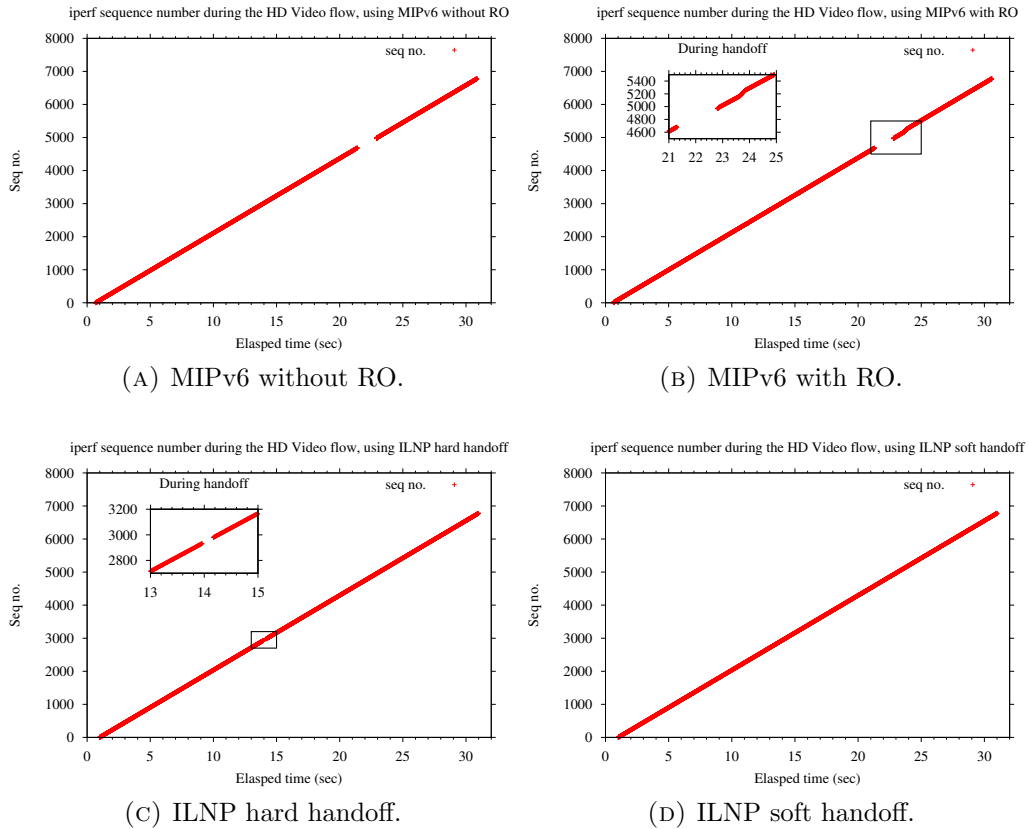 iperf sequence number during the HD Video flow, using MIPv6 without RO
8000
7000
6000
5000
4000
3000
2000
1000
0
Seq no.
seq no.
0 5 10 15 20 25 30
Elasped time (sec)
(A) MIPv6 without RO.
iperf sequence number during the HD Video flow, using MIPv6 with RO
8000
7000
6000
5000
4000
3000
2000
1000
0
Seq no.
During handoff
seq no.
5400
5200
5000
4800
4600
21 22 23 24 25
0 5 10 15 20 25 30
Elasped time (sec)
(B) MIPv6 with RO.
iperf sequence number during the HD Video flow, using ILNP hard handoff
8000
7000
6000
5000
4000
3000
2000
1000
0
Seq no.
During handoff
seq no.
3200
3000
2800
13 14 15
0 5 10 15 20 25 30
Elasped time (sec)
(C) ILNP hard handoff.
iperf sequence number during the HD Video flow, using ILNP soft handoff
8000
7000
6000
5000
4000
3000
2000
1000
0
Seq no.
seq no.
0 5 10 15 20 25 30
Elasped time (sec)
(D) ILNP soft handoff.